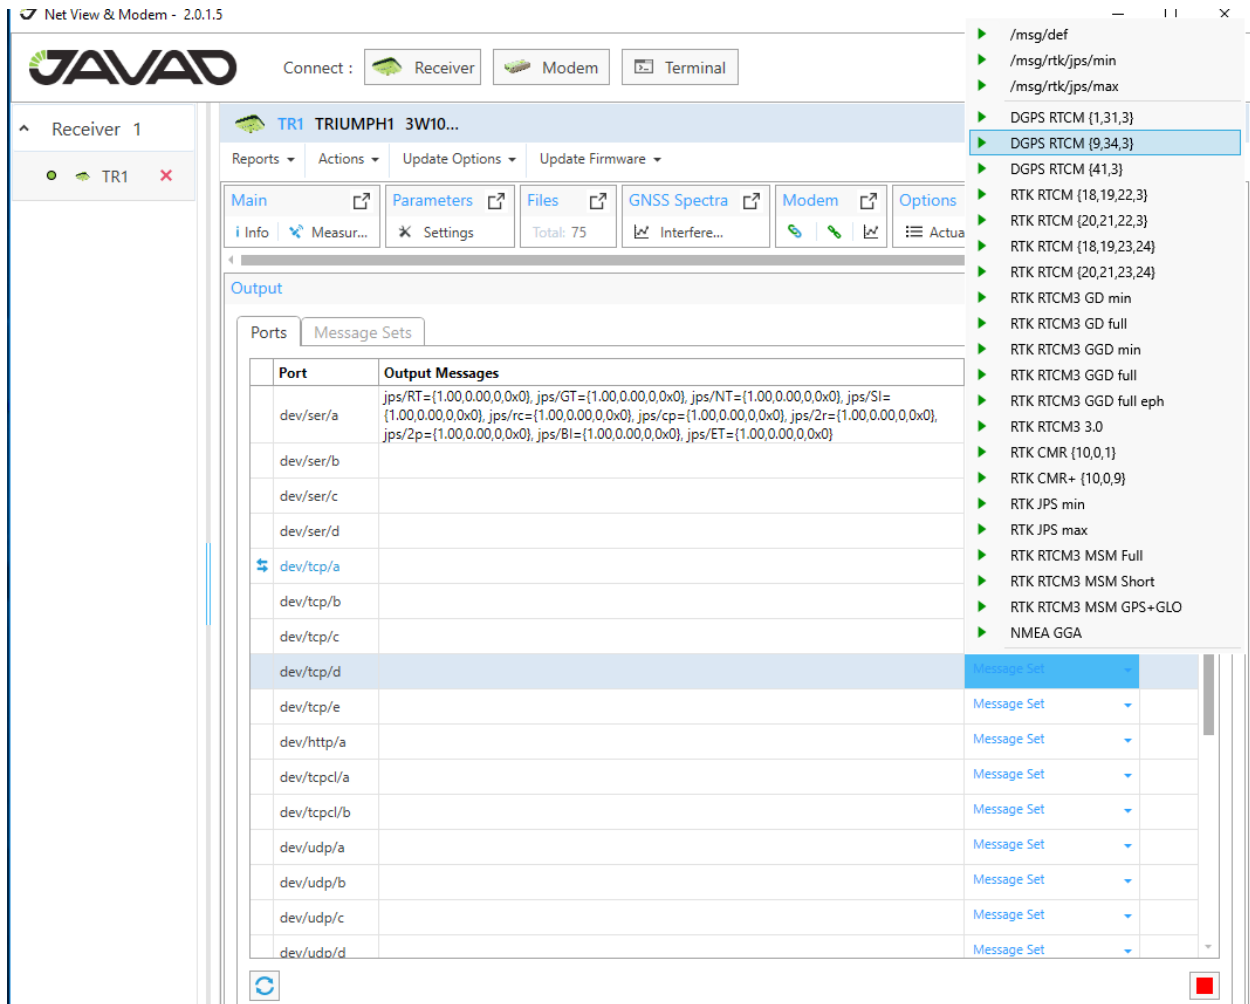 Net View & Modem - 2.0.1.5
JAVAD
Connect : Receiver Modem Terminal
Receiver 1
TR1
TR1 TRIUMPH1 3W10...
Reports Actions Update Options Update Firmware
Main Parameters Files GNSS Spectra Modem Options
i Info Measur... Settings Total: 75 Interfere... Actua
Output
Ports Message Sets
Port Output Messages
dev/ser/a
jps/RT={1.00,0.00,0,0x0}, jps/GT={1.00,0.00,0,0x0}, jps/NT={1.00,0.00,0,0x0}, jps/SI=
{1.00,0.00,0,0x0}, jps/rc={1.00,0.00,0,0x0}, jps/cp={1.00,0.00,0,0x0}, jps/2r={1.00,0.00,0,0x0},
jps/2p={1.00,0.00,0,0x0}, jps/BI={1.00,0.00,0,0x0}, jps/ET={1.00,0.00,0,0x0}
dev/ser/b
dev/ser/c
dev/ser/d
dev/tcp/a
dev/tcp/b
dev/tcp/c
dev/tcp/d Message Set
dev/tcp/e Message Set
dev/http/a Message Set
dev/tcpcl/a Message Set
dev/tcpcl/b Message Set
dev/udp/a Message Set
dev/udp/b Message Set
dev/udp/c Message Set
dev/udp/d Message Set
/msg/def
/msg/rtk/jps/min
/msg/rtk/jps/max
DGPS RTCM {1,31,3}
DGPS RTCM {9,34,3}
DGPS RTCM {41,3}
RTK RTCM {18,19,22,3}
RTK RTCM {20,21,22,3}
RTK RTCM {18,19,23,24}
RTK RTCM {20,21,23,24}
RTK RTCM3 GD min
RTK RTCM3 GD full
RTK RTCM3 GGD min
RTK RTCM3 GGD full
RTK RTCM3 GGD full eph
RTK RTCM3 3.0
RTK CMR {10,0,1}
RTK CMR+ {10,0,9}
RTK JPS min
RTK JPS max
RTK RTCM3 MSM Full
RTK RTCM3 MSM Short
RTK RTCM3 MSM GPS+GLO
NMEA GGA